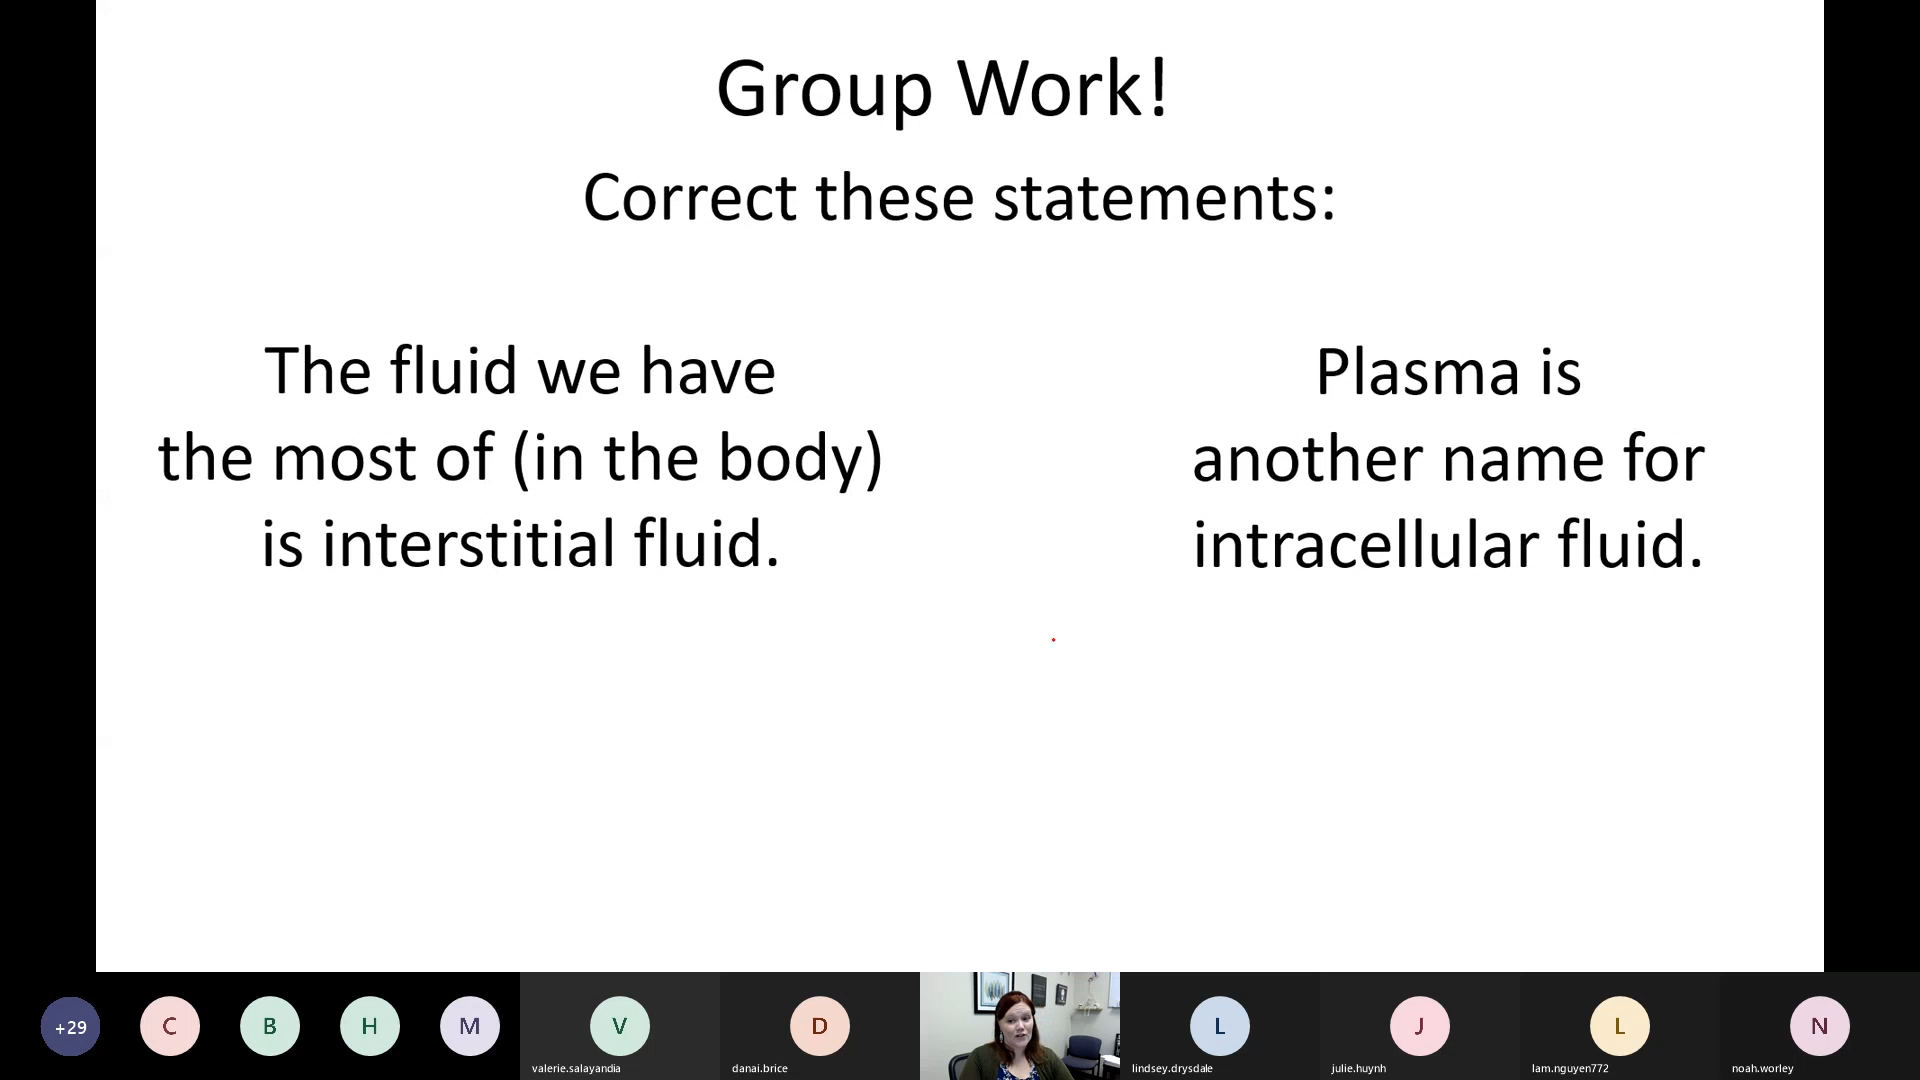 Group Work!
Correct these statements:
The fluid we have
the most of (in the body)
is interstitial fluid.
Plasma is
another name for
intracellular fluid.
+29
C
B
H
M
V
D
L
J
L
N
valerie.salayandia
danai.brice
lindsey.drysdale
julie.huynh
lam.nguyen772
noah.worley